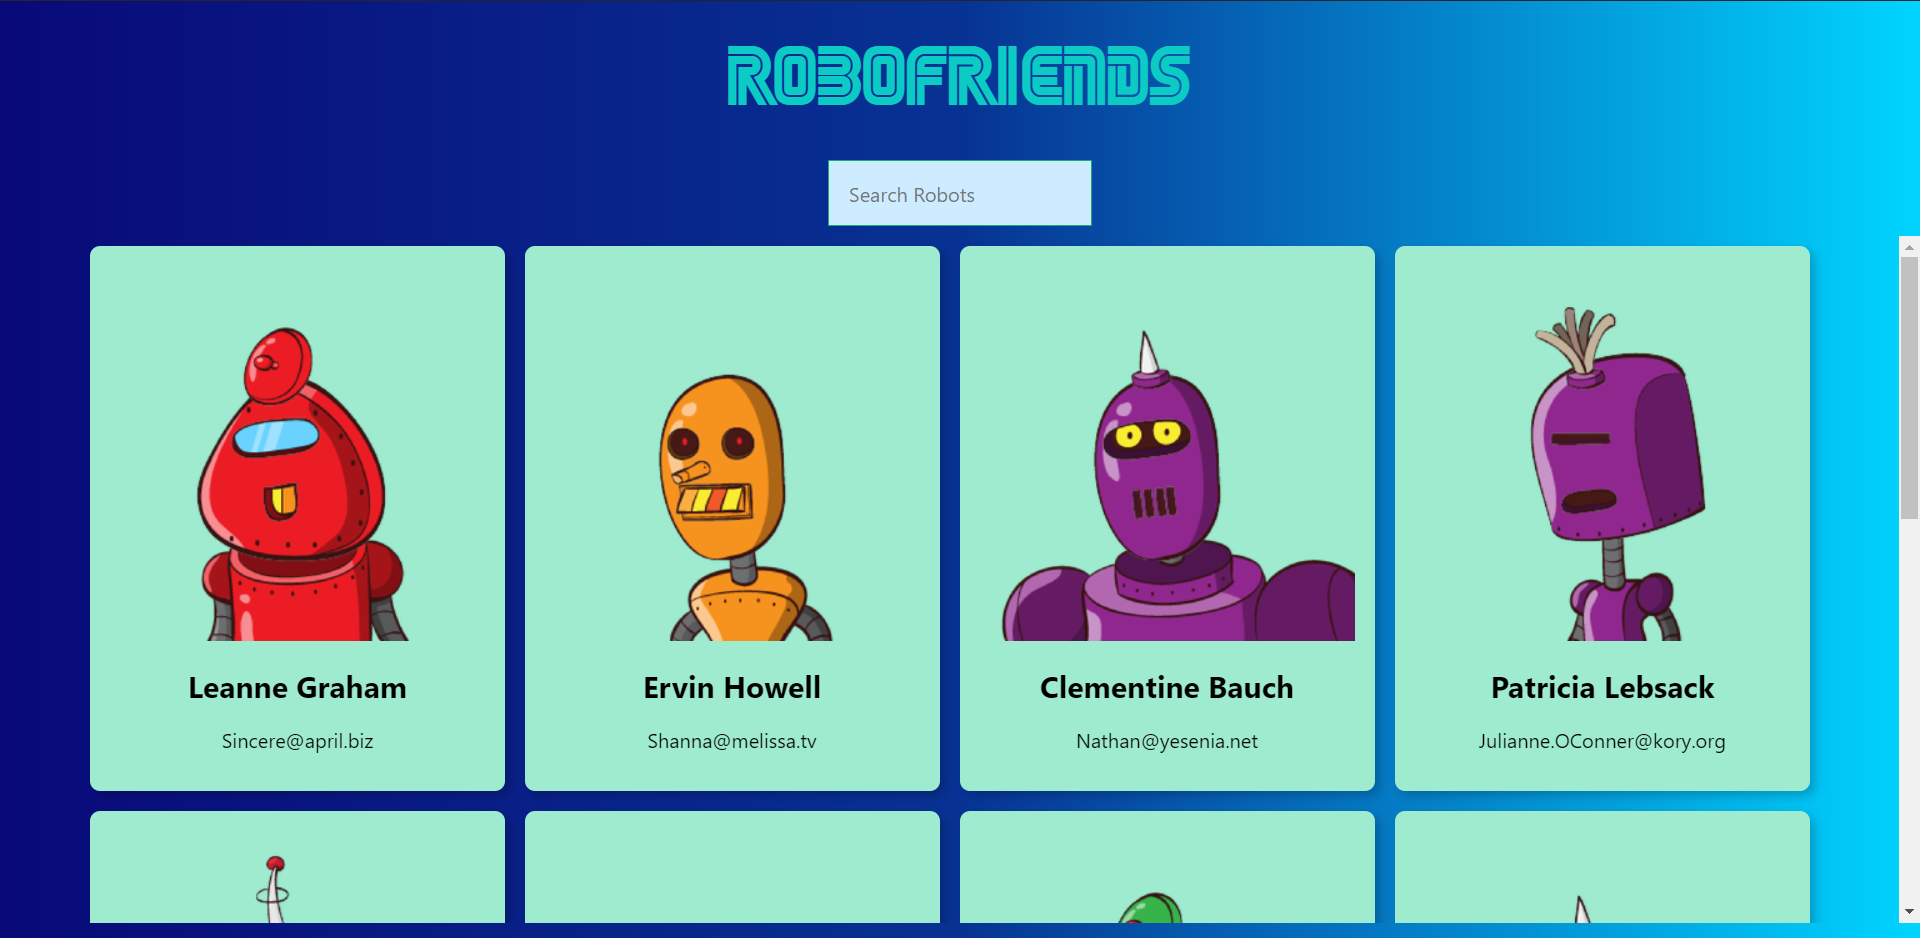 ROBOFRIENDS
Search Robots
Leanne Graham
Ervin Howell
Clementine Bauch
Patricia Lebsack
Sincere@april.biz
Shanna@melissa.tv
Nathan@yesenia.net
Julianne.OConner@kory.org